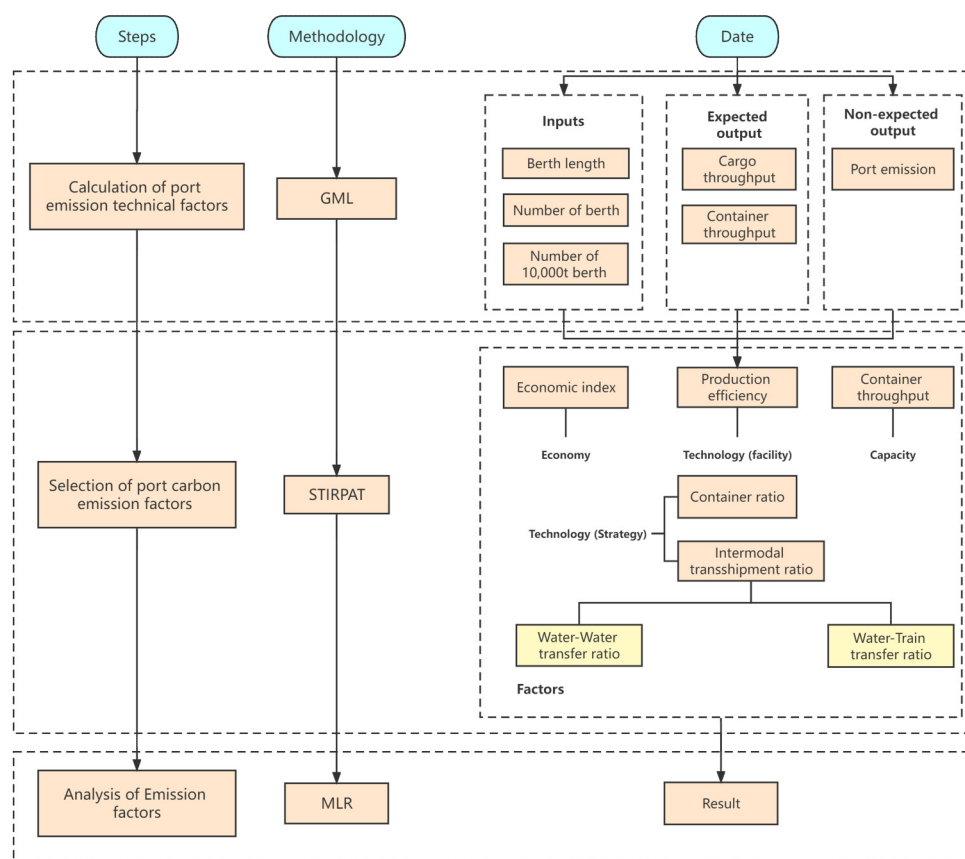 Steps
Methodology
Date
Inputs
Berth length
Number of berth
Number of
10,000t berth
Expected
output
Cargo
throughput
Container
throughput
Non-expected
output
Port emission
Calculation of port
emission technical factors
GML
Economic index
Production
efficiency
Container
throughput
Economy
Technology (facility)
Capacity
Selection of port carbon
emission factors
STIRPAT
Container ratio
Technology (Strategy)
Intermodal
transshipment ratio
Water-Water
transfer ratio
Water-Train
transfer ratio
Factors
Analysis of Emission
factors
MLR
Result